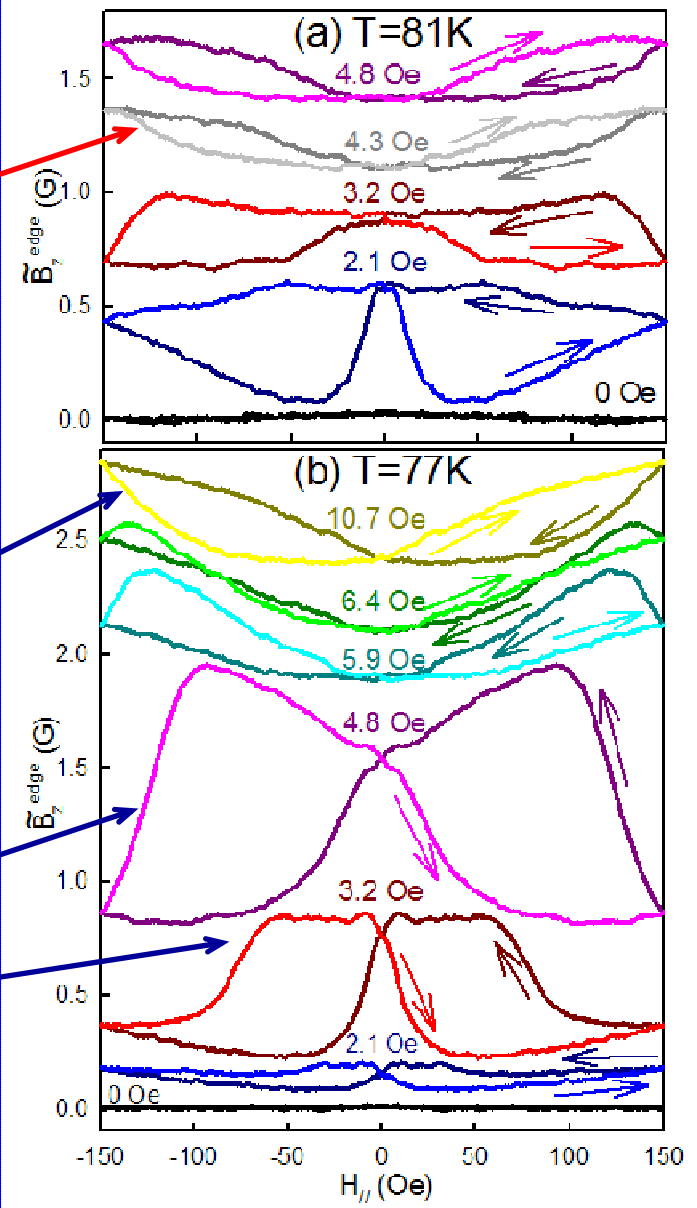 (a) T=81K
4.8 Oe
4.3 Oe
3.2 Oe
2.1 Oe
0 Oe
1.5
1.0
0.5
0.0
B̃z edge (G)
(b) T=77K
10.7 Oe
6.4 Oe
5.9 Oe
4.8 Oe
3.2 Oe
2.1 Oe
0 Oe
2.5
2.0
1.5
1.0
0.5
0.0
B̃z edge (G)
-150 -100 -50 0 50 100 150
H// (Oe)